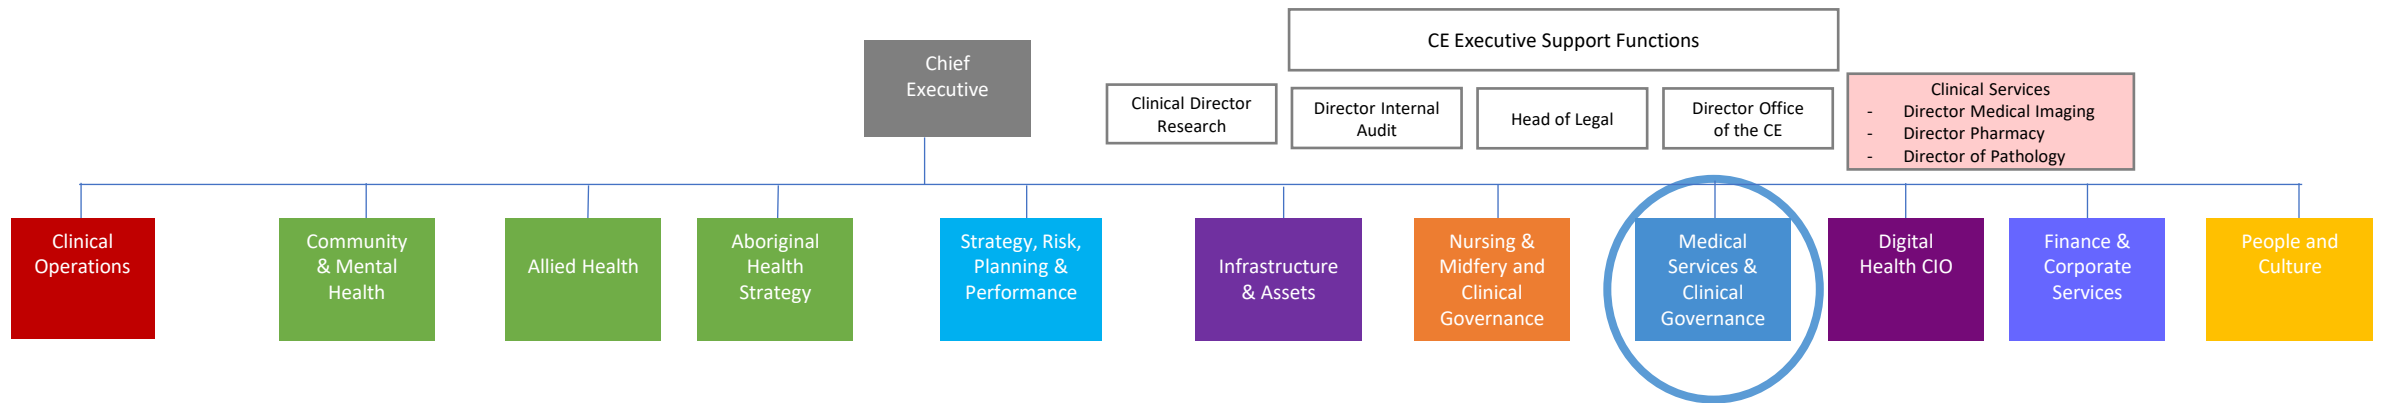 Chief
Executive
CE Executive Support Functions
Clinical Director
Research
Director Internal
Audit
Head of Legal
Director Office
of the CE
Clinical Services
- Director Medical Imaging
- Director Pharmacy
- Director of Pathology
Clinical
Operations
Community
& Mental
Health
Allied Health
Aboriginal
Health
Strategy
Strategy, Risk,
Planning &
Performance
Infrastructure
& Assets
Nursing &
Midfery and
Clinical
Governance
Medical
Services &
Clinical
Governance
Digital
Health CIO
Finance &
Corporate
Services
People and
Culture